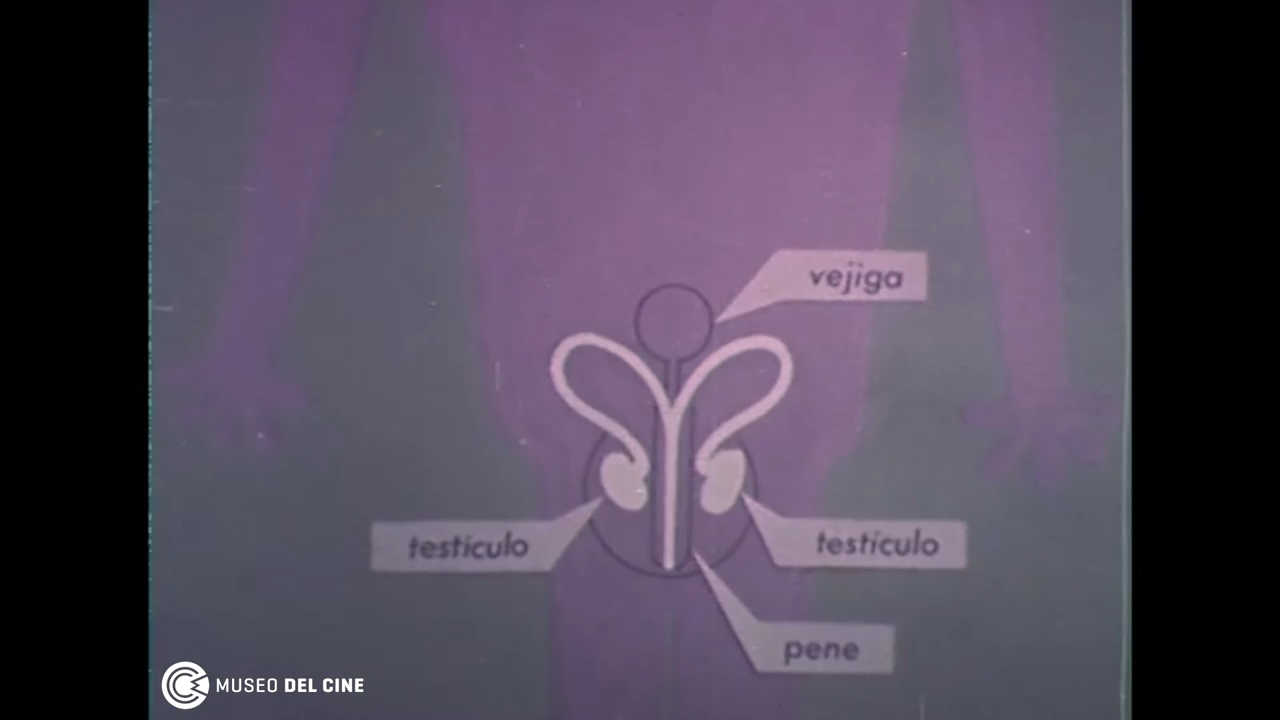 vejiga
testículo
testículo
pene
MUSEO DEL CINE